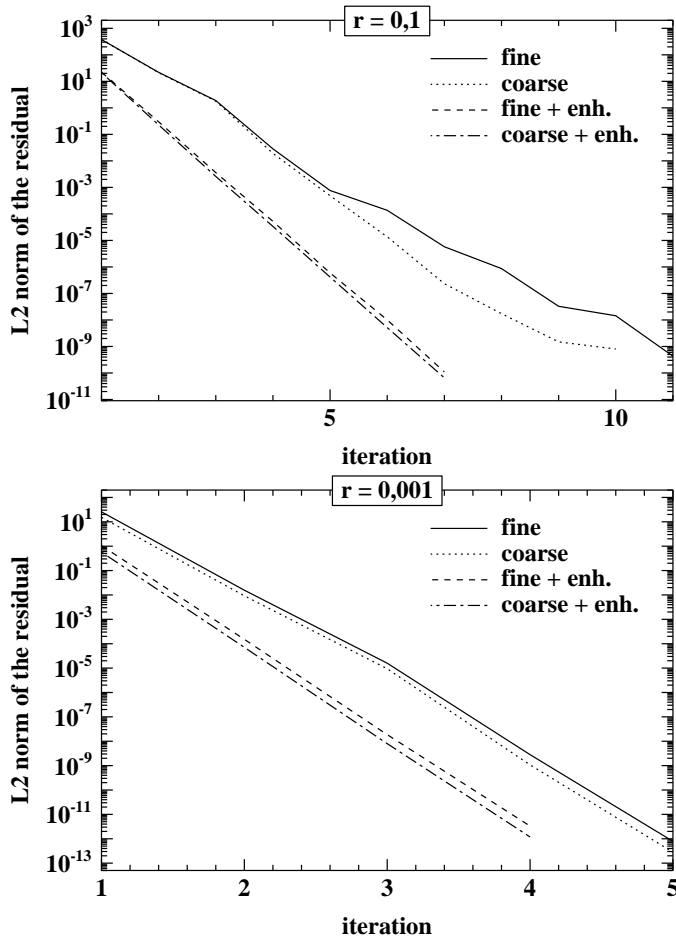 r = 0,1
10^3
10^1
10^-1
10^-3
10^-5
10^-7
10^-9
10^-11
L2 norm of the residual
fine
coarse
fine + enh.
coarse + enh.
5
10
iteration
r = 0,001
10^1
10^-1
10^-3
10^-5
10^-7
10^-9
10^-11
10^-13
L2 norm of the residual
fine
coarse
fine + enh.
coarse + enh.
1
2
3
4
5
iteration